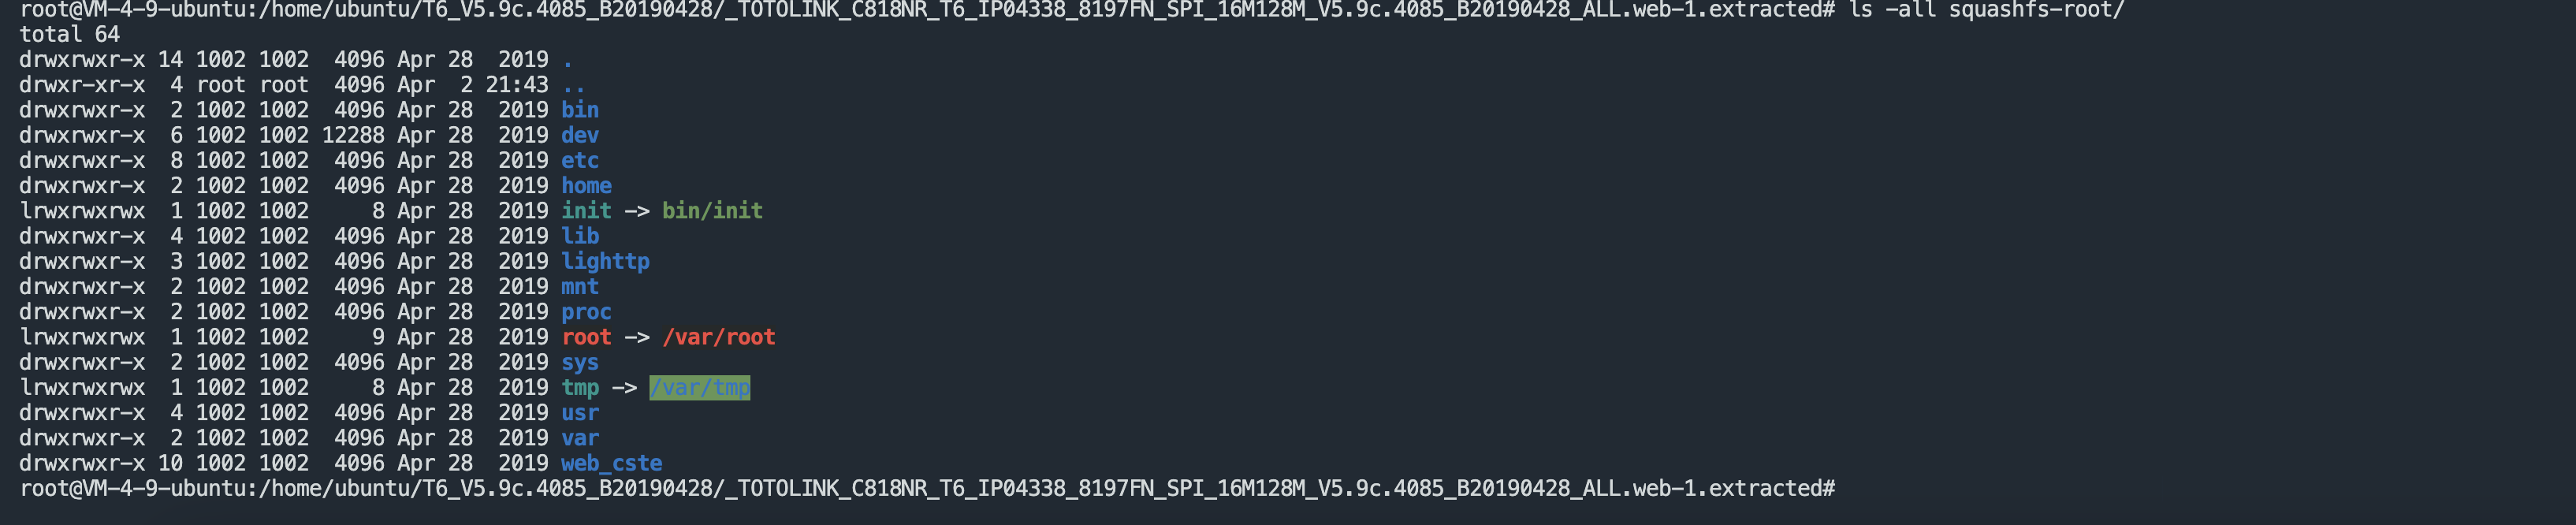 root@VM-4-9-ubuntu:/home/ubuntu/T6_V5.9c.4085_B20190428/_TOTOLINK_C818NR_T6_IP04338_8197FN_SPI_16M128M_V5.9c.4085_B20190428_ALL.web-1.extracted# ls -all squashfs-root/
total 64
drwxrwxr-x 14 1002 1002  4096 Apr 28  2019 .
drwxr-xr-x  4 root root  4096 Apr  2 21:43 ..
drwxrwxr-x  2 1002 1002  4096 Apr 28  2019 bin
drwxrwxr-x  6 1002 1002 12288 Apr 28  2019 dev
drwxrwxr-x  8 1002 1002  4096 Apr 28  2019 etc
drwxrwxr-x  2 1002 1002  4096 Apr 28  2019 home
lrwxrwxrwx  1 1002 1002     8 Apr 28  2019 init -> bin/init
drwxrwxr-x  4 1002 1002  4096 Apr 28  2019 lib
drwxrwxr-x  3 1002 1002  4096 Apr 28  2019 lighttp
drwxrwxr-x  2 1002 1002  4096 Apr 28  2019 mnt
drwxrwxr-x  2 1002 1002  4096 Apr 28  2019 proc
lrwxrwxrwx  1 1002 1002     9 Apr 28  2019 root -> /var/root
drwxrwxr-x  2 1002 1002  4096 Apr 28  2019 sys
lrwxrwxrwx  1 1002 1002     8 Apr 28  2019 tmp -> /var/tmp
drwxrwxr-x  4 1002 1002  4096 Apr 28  2019 usr
drwxrwxr-x  2 1002 1002  4096 Apr 28  2019 var
drwxrwxr-x 10 1002 1002  4096 Apr 28  2019 web_cste
root@VM-4-9-ubuntu:/home/ubuntu/T6_V5.9c.4085_B20190428/_TOTOLINK_C818NR_T6_IP04338_8197FN_SPI_16M128M_V5.9c.4085_B20190428_ALL.web-1.extracted#